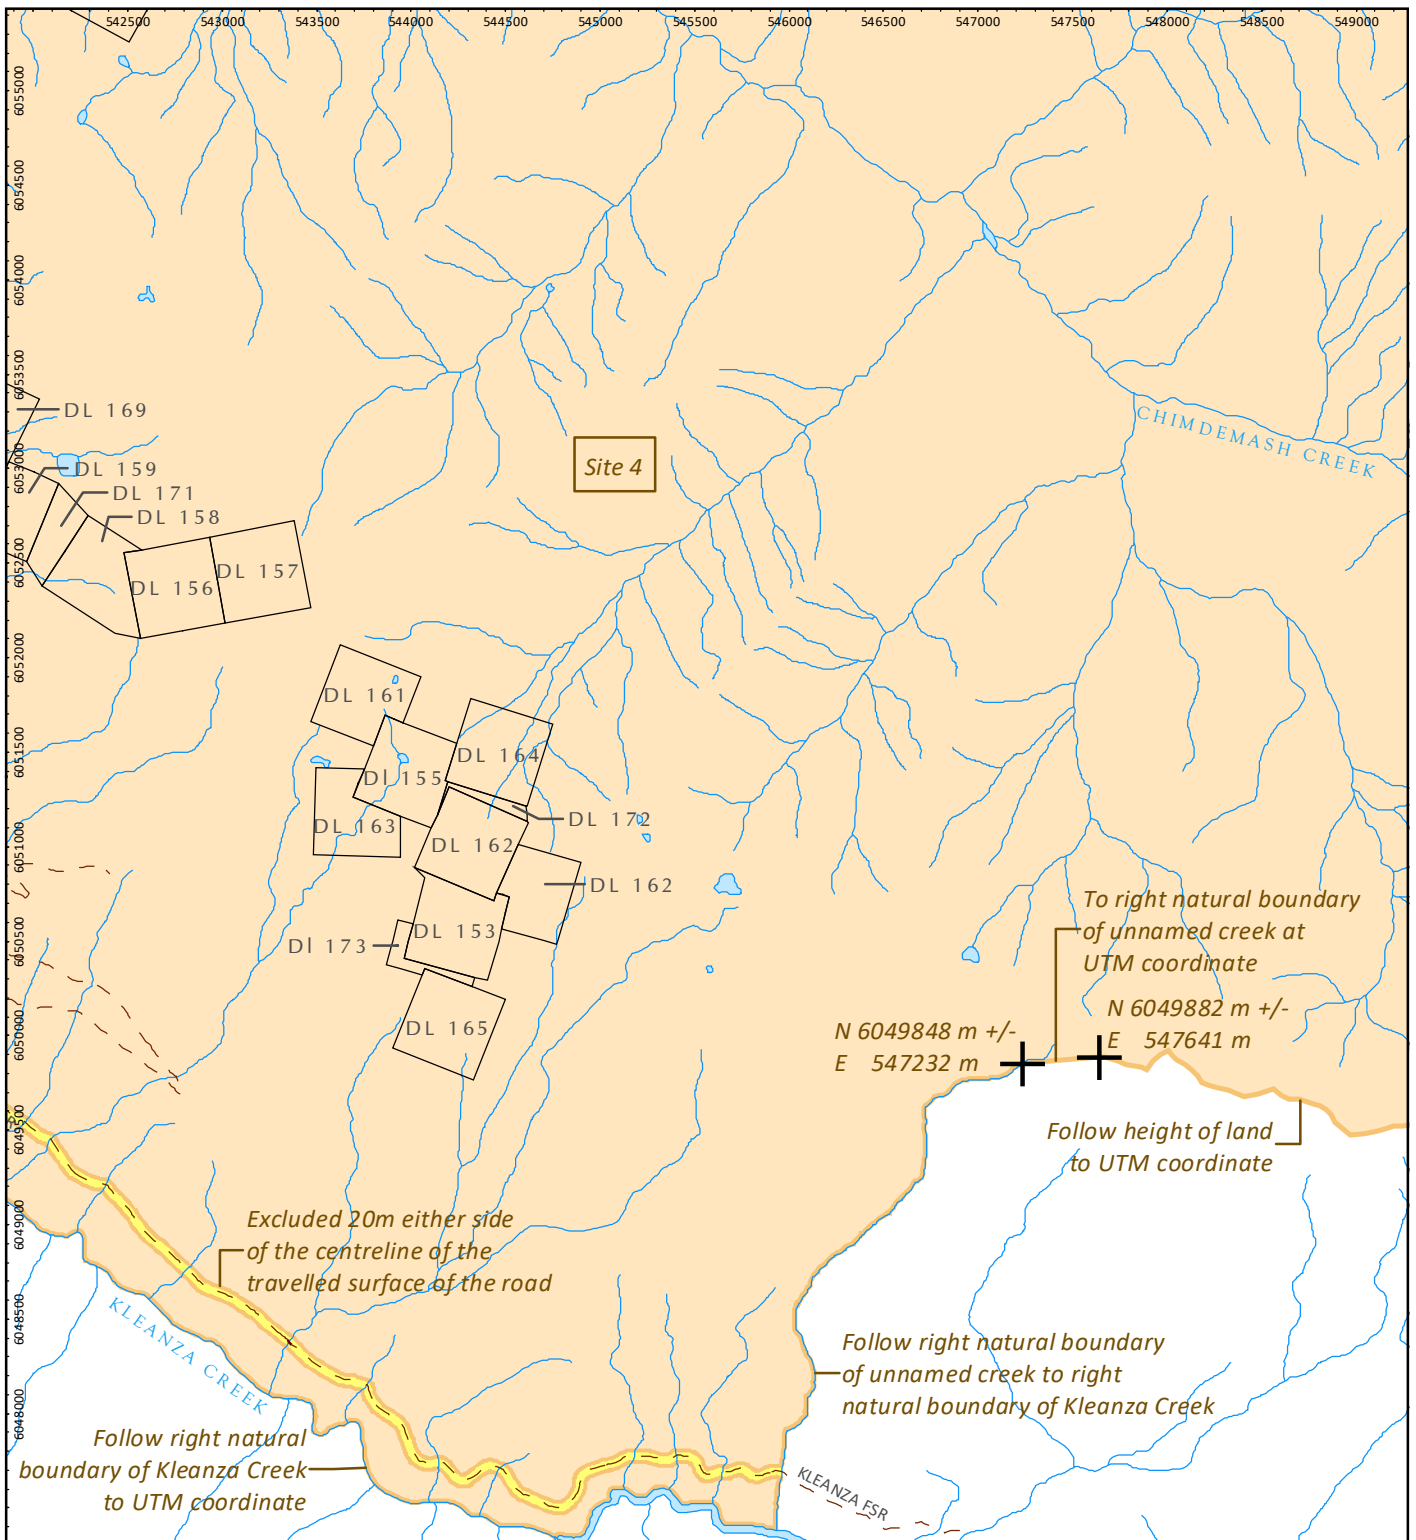 542500 543000 543500 544000 544500 545000 545500 546000 546500 547000 547500 548000 548500 549000
6055000
6054500
6054000
6053500
6053000
6052500
6052000
6051500
6051000
6050500
6050000
6049500
6049000
6048500
6048000
DL 169
DL 159
DL 171
DL 158
DL 156
DL 157
CHIMDEMASH CREEK
Site 4
DL 161
DL 164
Dl 155
DL 163
DL 172
DL 162
DL 162
DL 153
Dl 173
DL 165
To right natural boundary
of unnamed creek at
UTM coordinate
N 6049848 m +/-
E 547232 m
N 6049882 m +/-
E 547641 m
Follow height of land
to UTM coordinate
Excluded 20m either side
of the centreline of the
travelled surface of the road
KLEANZA CREEK
Follow right natural boundary
of unnamed creek to right
natural boundary of Kleanza Creek
Follow right natural
boundary of Kleanza Creek
to UTM coordinate
KLEANZA FSR